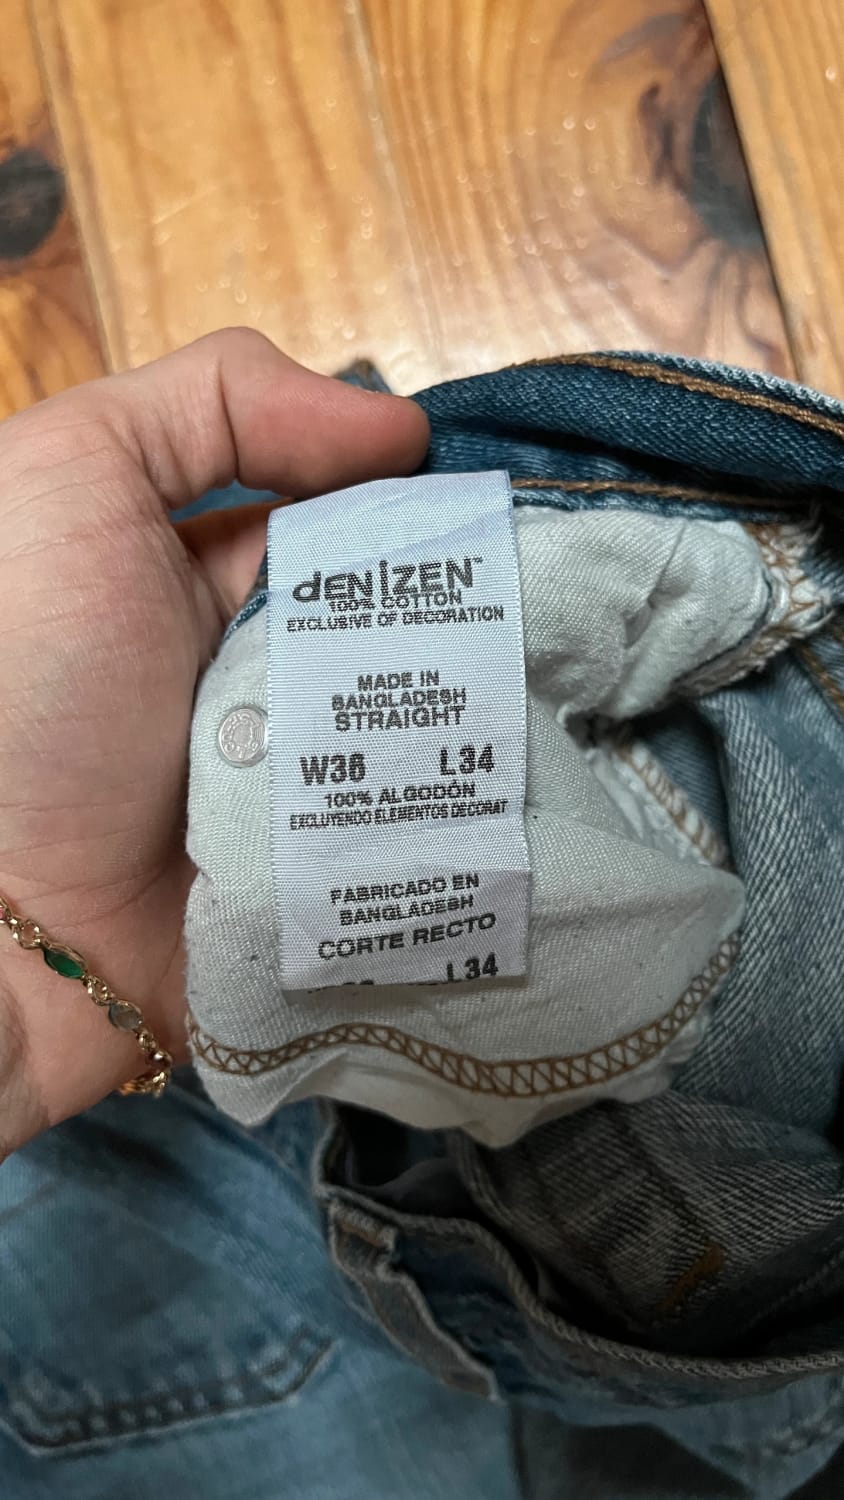 dENIZEN™
100% COTTON
EXCLUSIVE OF DECORATION
MADE IN
BANGLADESH
STRAIGHT
W36 L34
100% ALGODÓN
EXCLUYENDO ELEMENTOS DECORAT
FABRICADO EN
BANGLADESH
CORTE RECTO
L34